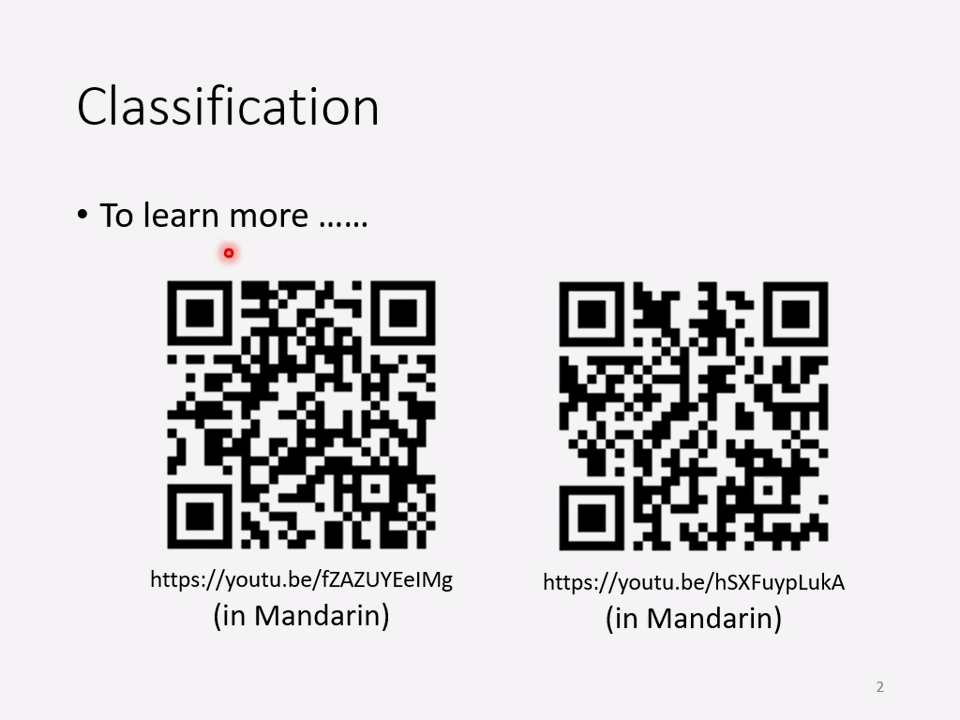 Classification
• To learn more ......
https://youtu.be/fZAZUYEeIMg
(in Mandarin)
https://youtu.be/hSXFuypLukA
(in Mandarin)
2